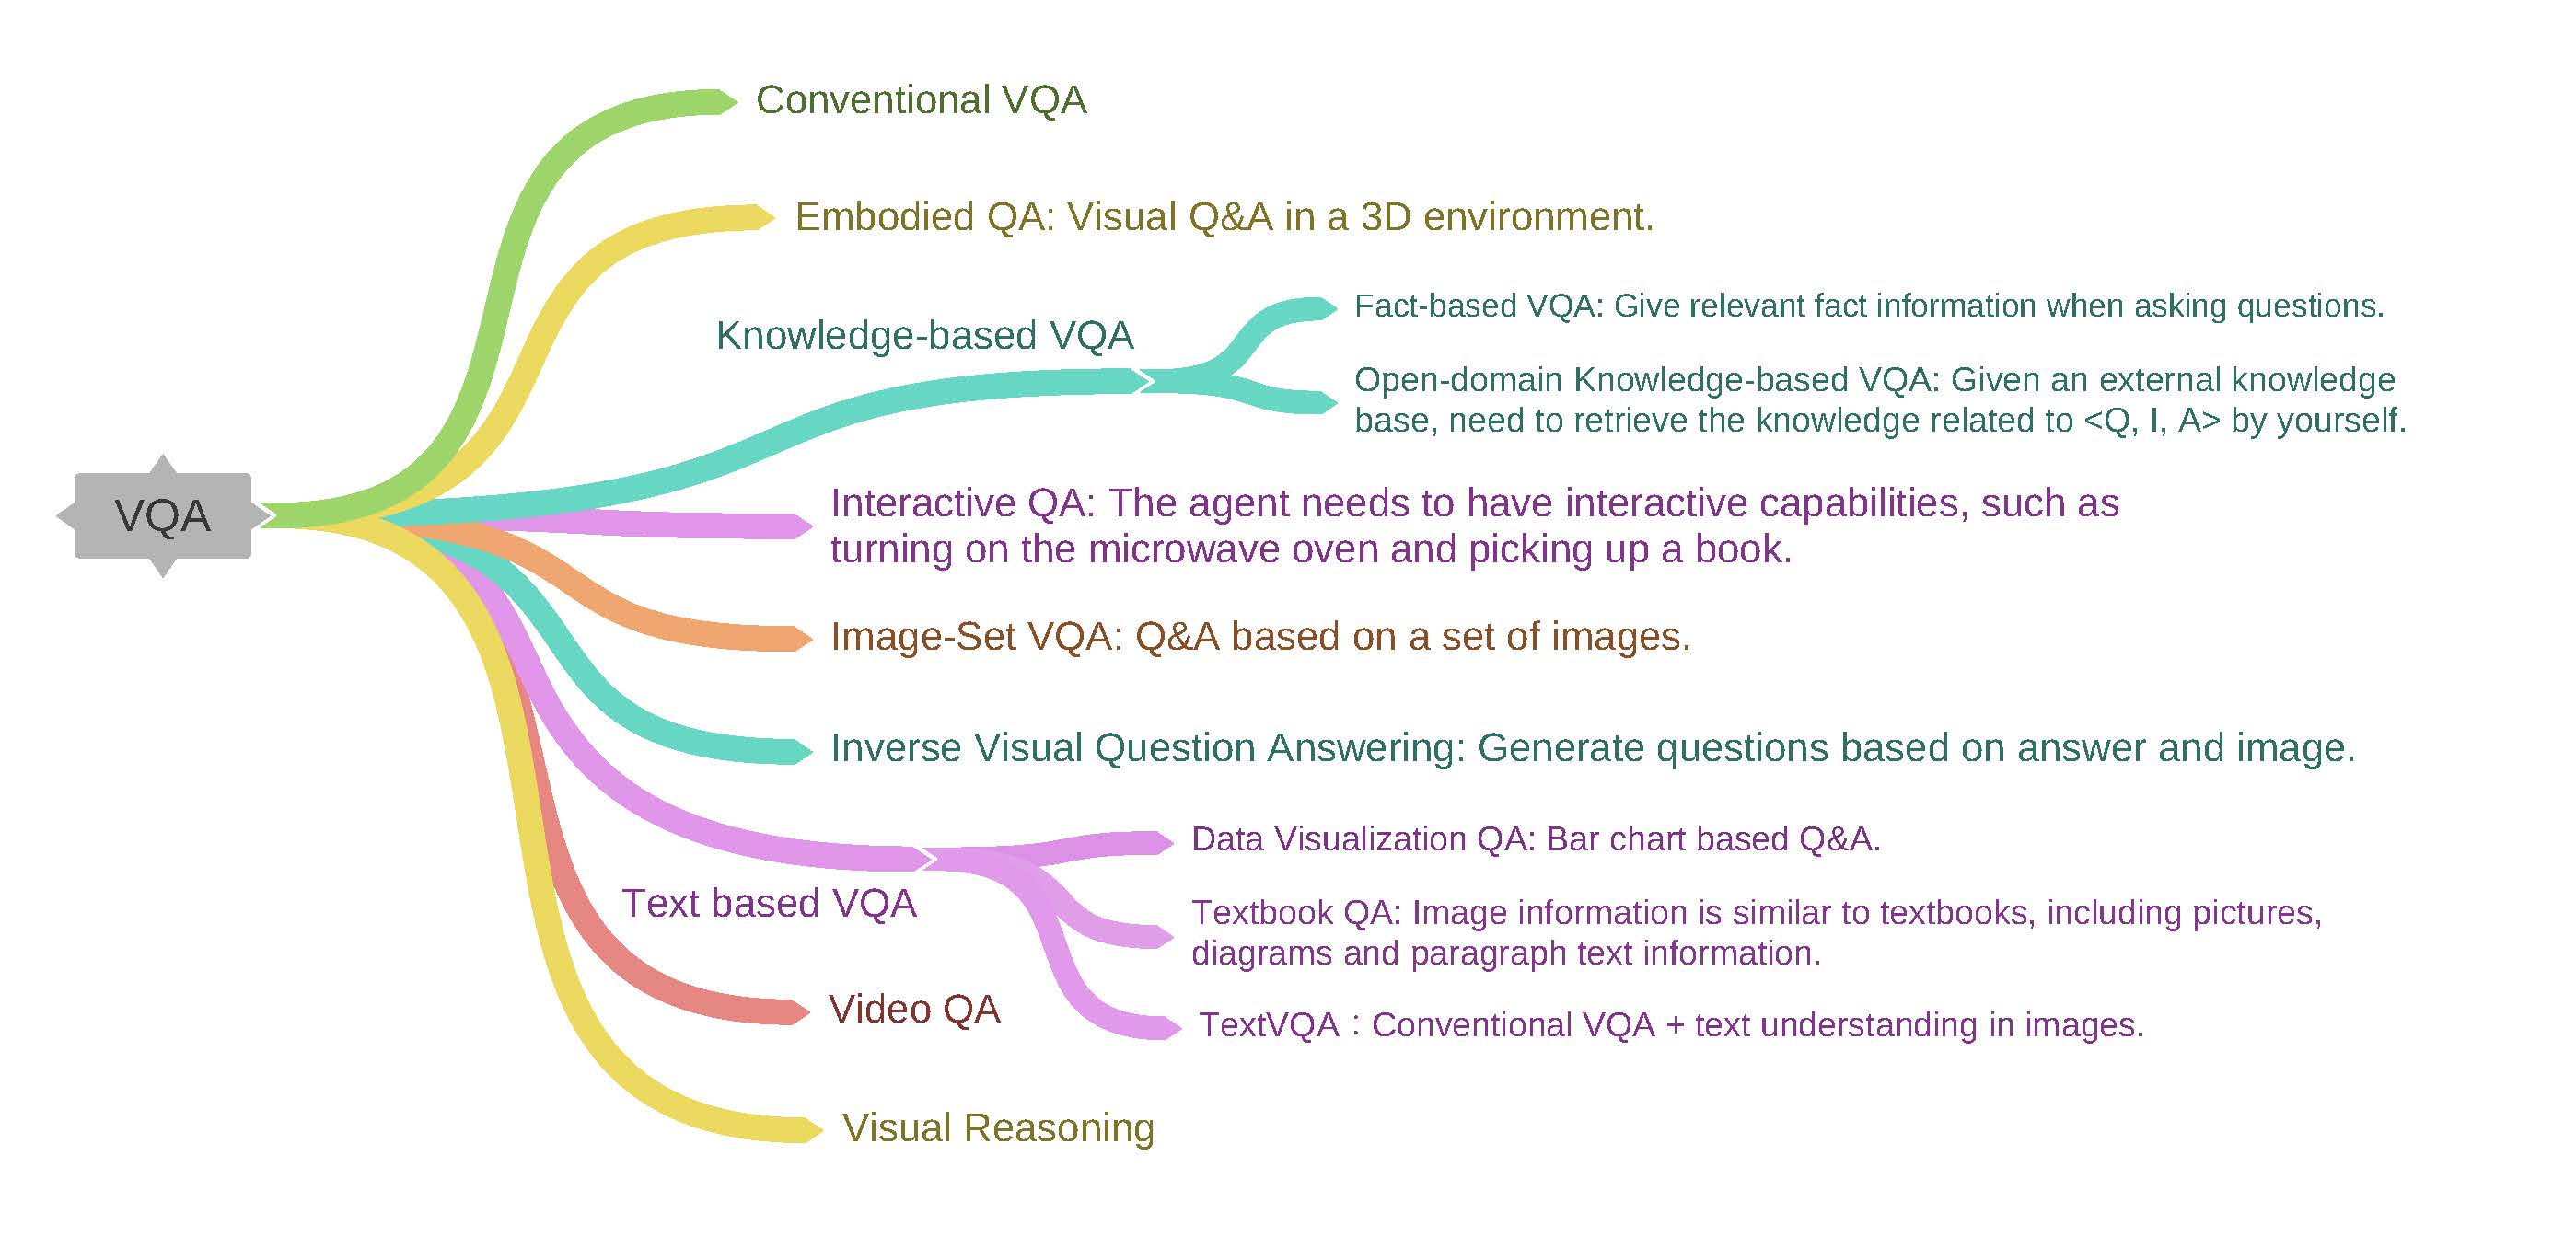 VQA
Conventional VQA
Embodied QA: Visual Q&A in a 3D environment.
Knowledge-based VQA
Fact-based VQA: Give relevant fact information when asking questions.
Open-domain Knowledge-based VQA: Given an external knowledge
base, need to retrieve the knowledge related to <Q, I, A> by yourself.
Interactive QA: The agent needs to have interactive capabilities, such as
turning on the microwave oven and picking up a book.
Image-Set VQA: Q&A based on a set of images.
Inverse Visual Question Answering: Generate questions based on answer and image.
Text based VQA
Data Visualization QA: Bar chart based Q&A.
Textbook QA: Image information is similar to textbooks, including pictures,
diagrams and paragraph text information.
TextVQA：Conventional VQA + text understanding in images.
Video QA
Visual Reasoning